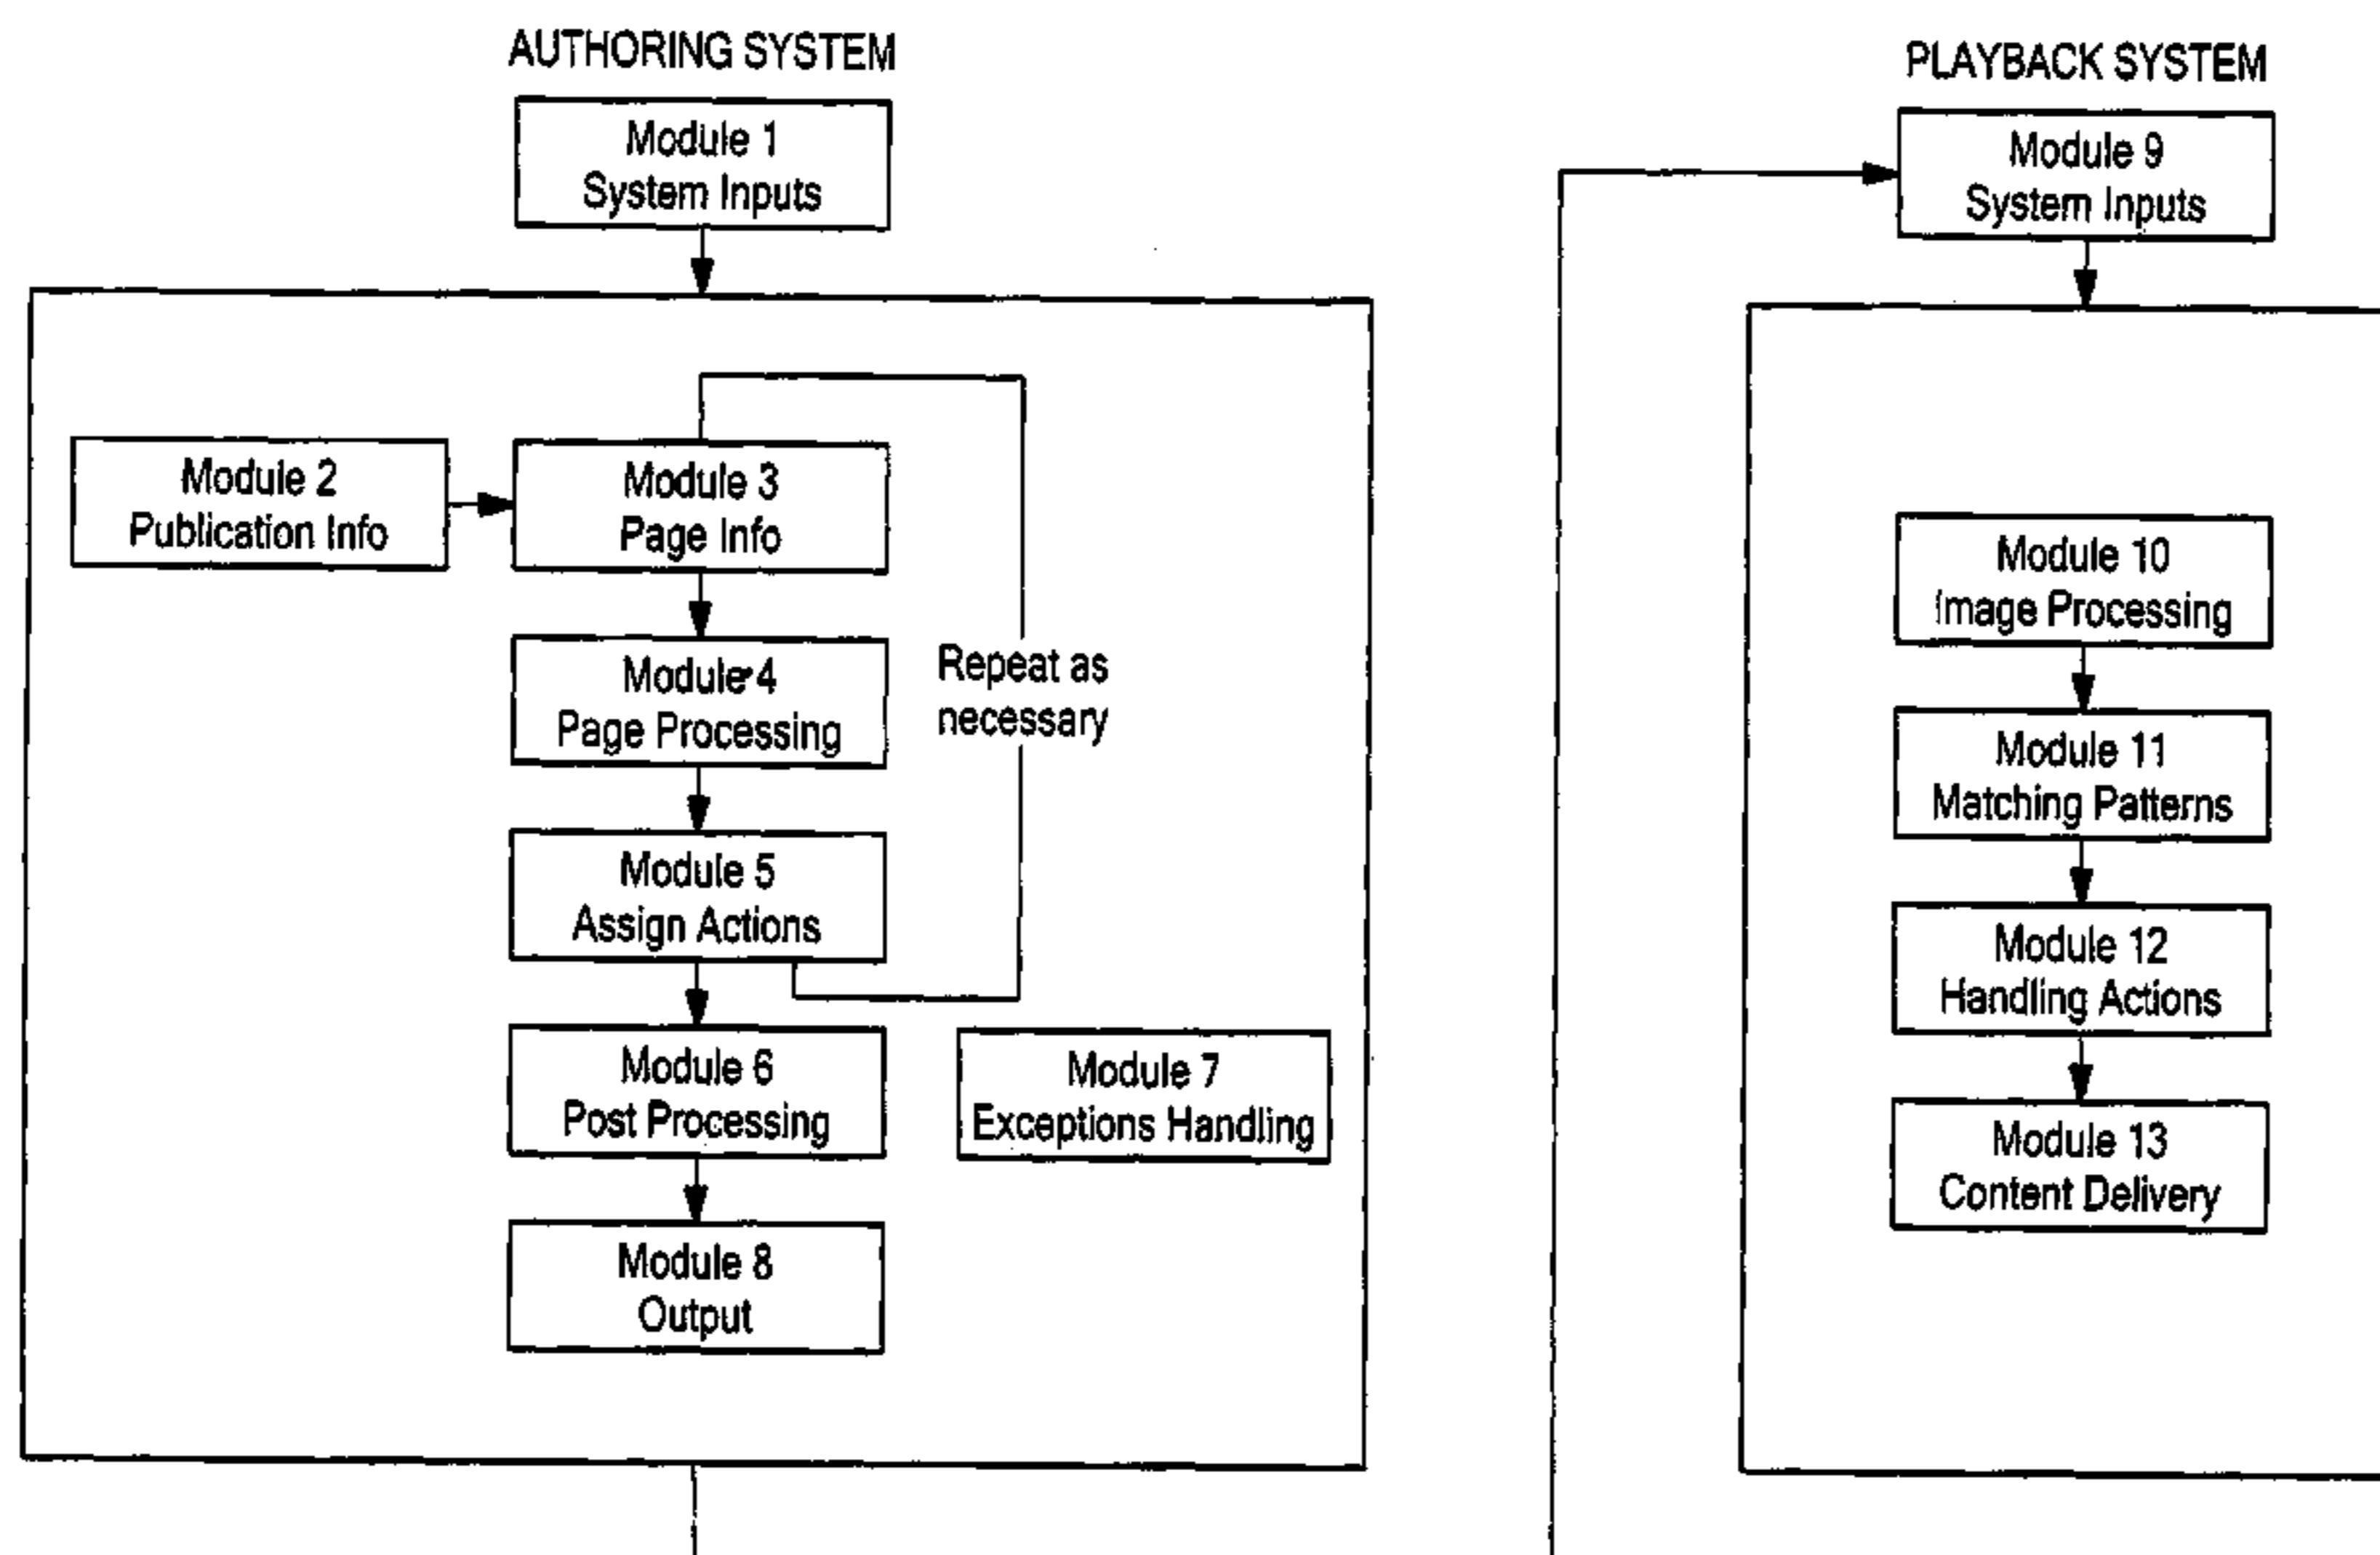 AUTHORING SYSTEM
Module 1
System Inputs
Module 2
Publication Info
Module 3
Page Info
Module 4
Page Processing
Repeat as
necessary
Module 5
Assign Actions
Module 6
Post Processing
Module 7
Exceptions Handling
Module 8
Output
PLAYBACK SYSTEM
Module 9
System Inputs
Module 10
Image Processing
Module 11
Matching Patterns
Module 12
Handling Actions
Module 13
Content Delivery